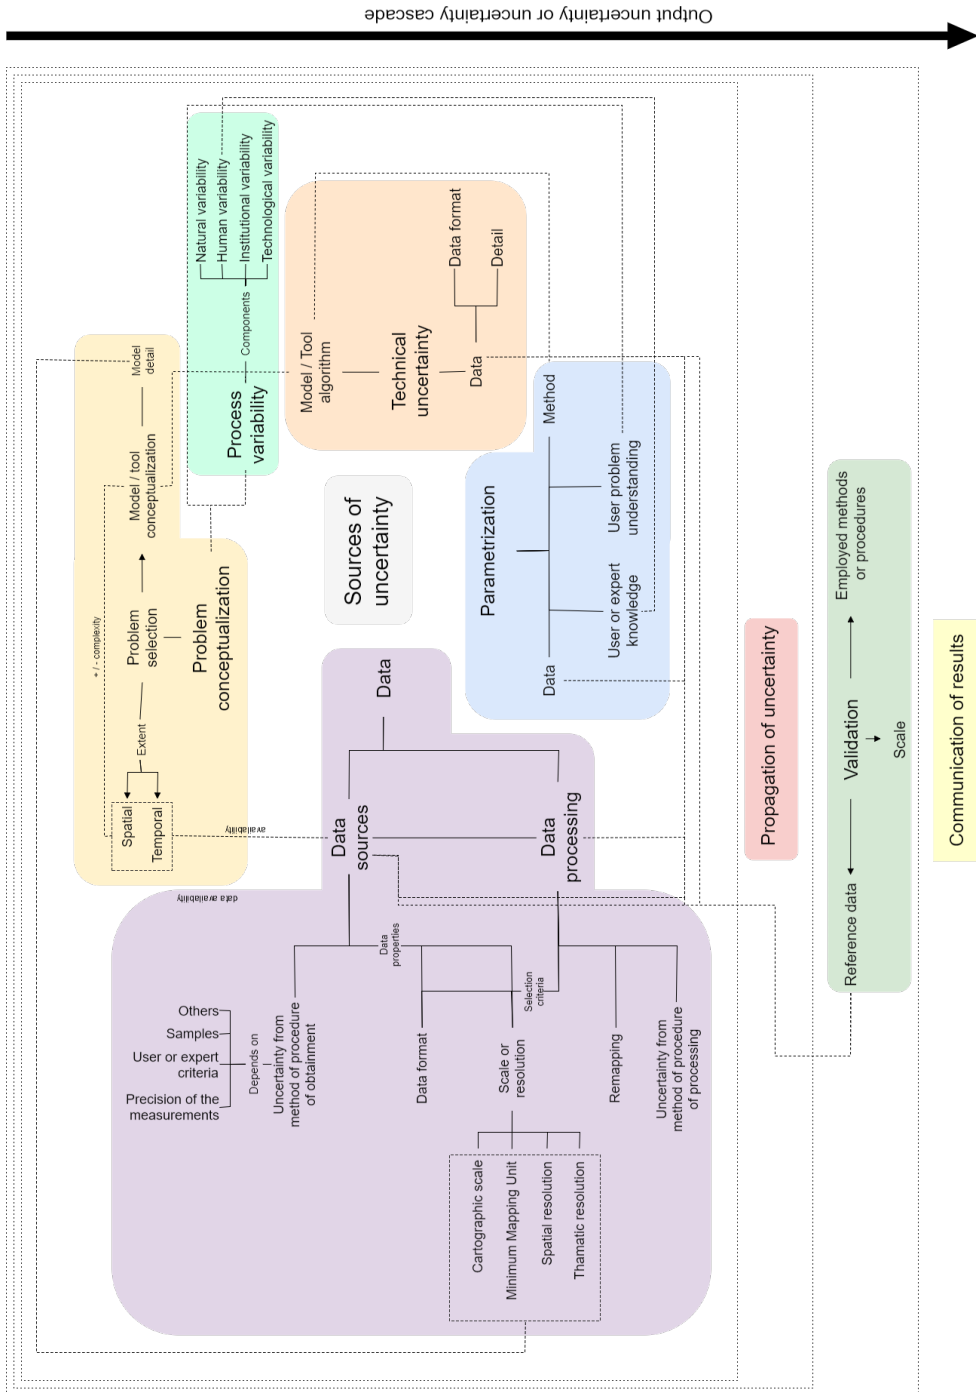 Output uncertainty or uncertainty cascade
Natural variability
Human variability
Institutional variability
Technological variability
Components
Process
variability
Model
detail
Model / tool
conceptualization
Problem
selection
Problem
conceptualization
+ / - complexity
Extent
Spatial
Temporal
availability
data availability
Model / Tool
algorithm
Technical
uncertainty
Data
Data format
Detail
Sources of
uncertainty
Parametrization
Method
User problem
understanding
User or expert
knowledge
Data
Data
Data
sources
Data
processing
Data
properties
Selection
criteria
Others
Samples
User or expert
criteria
Precision of the
measurements
Depends on
Uncertainty from
method of procedure
of obtainment
Data format
Scale or
resolution
Remapping
Uncertainty from
method of procedure
of processing
Cartographic scale
Minimum Mapping Unit
Spatial resolution
Thamatic resolution
Propagation of uncertainty
Employed methods
or procedures
Validation
Scale
Reference data
Communication of results